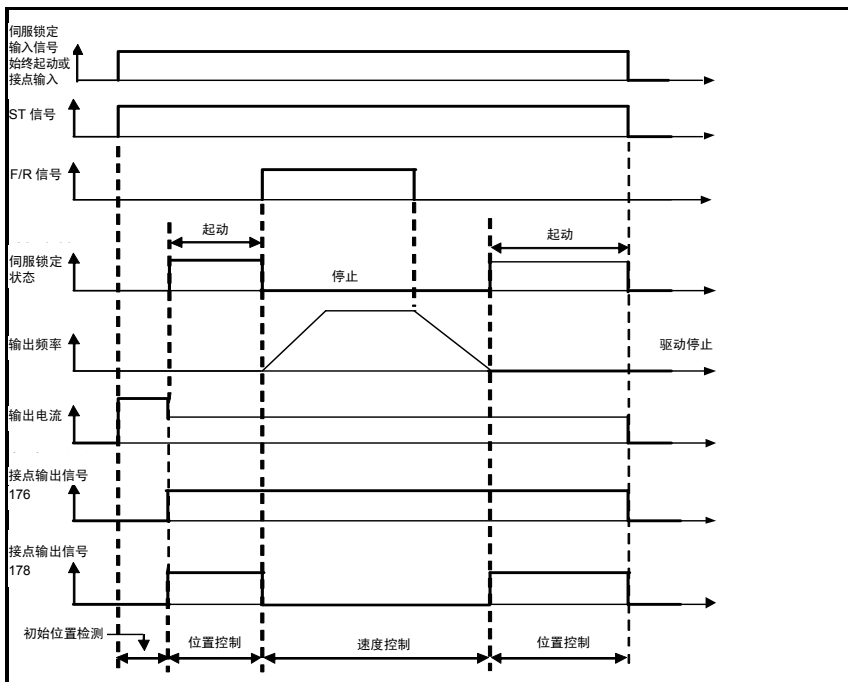 伺服锁定
输入信号
始终起动或
接点输入
ST 信号
F/R 信号
起动
起动
伺服锁定
状态
停止
输出频率
驱动停止
输出电流
接点输出信号
176
接点输出信号
178
初始位置检测
位置控制
速度控制
位置控制